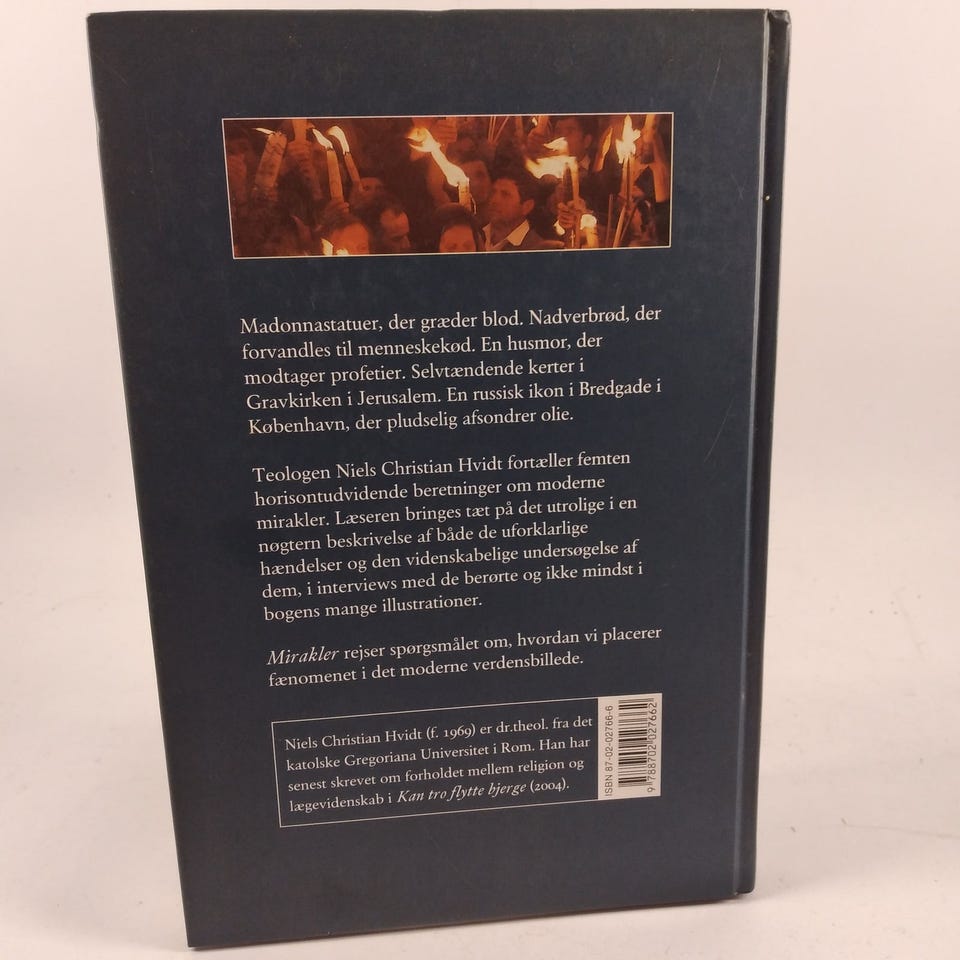 Madonnastatuer, der græder blod. Nadverbrød, der
forvandles til menneskekød. En husmor, der
modtager profetier. Selvtændende kerter i
Gravkirken i Jerusalem. En russisk ikon i Bredgade i
København, der pludselig afsondrer olie.
Teologen Niels Christian Hvidt fortæller femten
horisontudvidende beretninger om moderne
mirakler. Læseren bringes tæt på det utrolige i en
nøgtern beskrivelse af både de uforklarlige
hændelser og den videnskabelige undersøgelse af
dem, i interviews med de berørte og ikke mindst i
bogens mange illustrationer.
Mirakler rejser spørgsmålet om, hvordan vi placerer
fænomenet i det moderne verdensbillede.
Niels Christian Hvidt (f. 1969) er dr.theol. fra det
katolske Gregoriana Universitet i Rom. Han har
senest skrevet om forholdet mellem religion og
lægevidenskab i Kan tro flytte bjerge (2004).
ISBN 87-02-02766-6
9 788702 027662